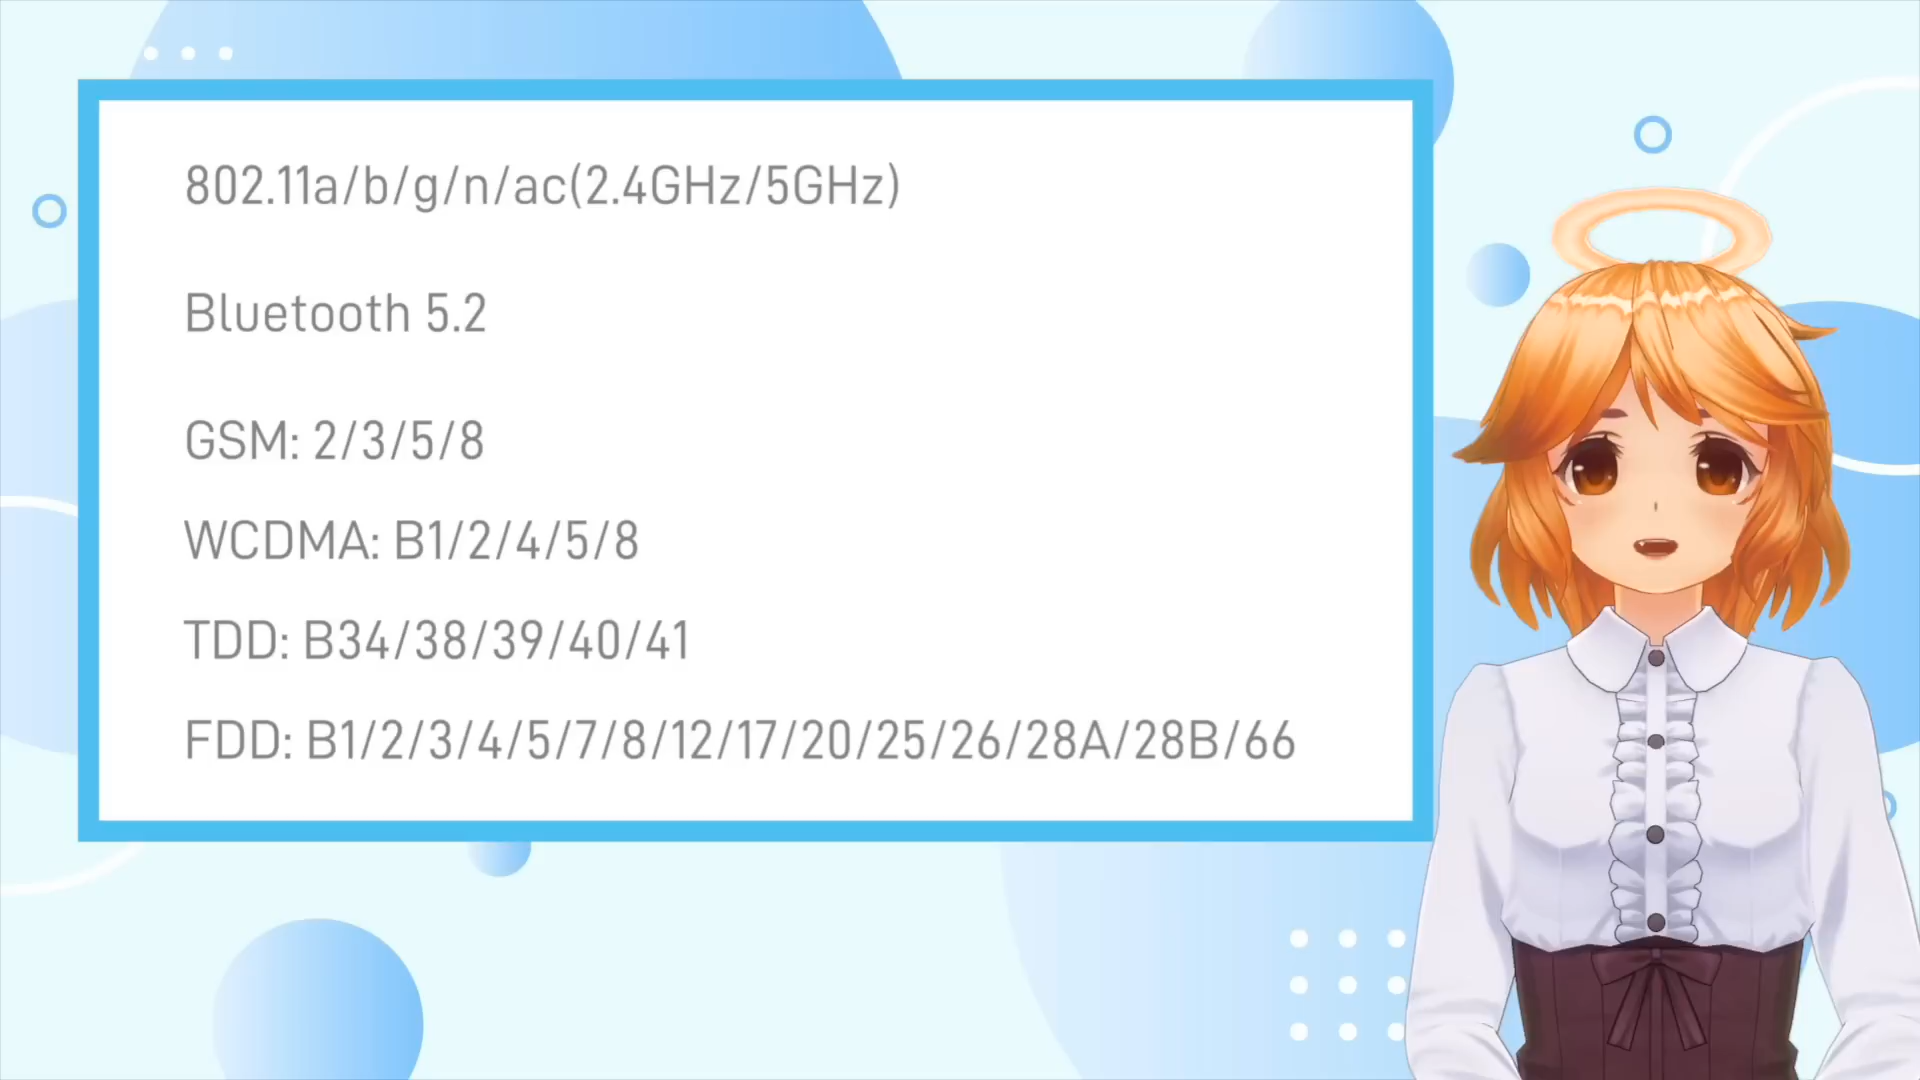 802.11a/b/g/n/ac(2.4GHz/5GHz)
Bluetooth 5.2
GSM: 2/3/5/8
WCDMA: B1/2/4/5/8
TDD: B34/38/39/40/41
FDD: B1/2/3/4/5/7/8/12/17/20/25/26/28A/28B/66